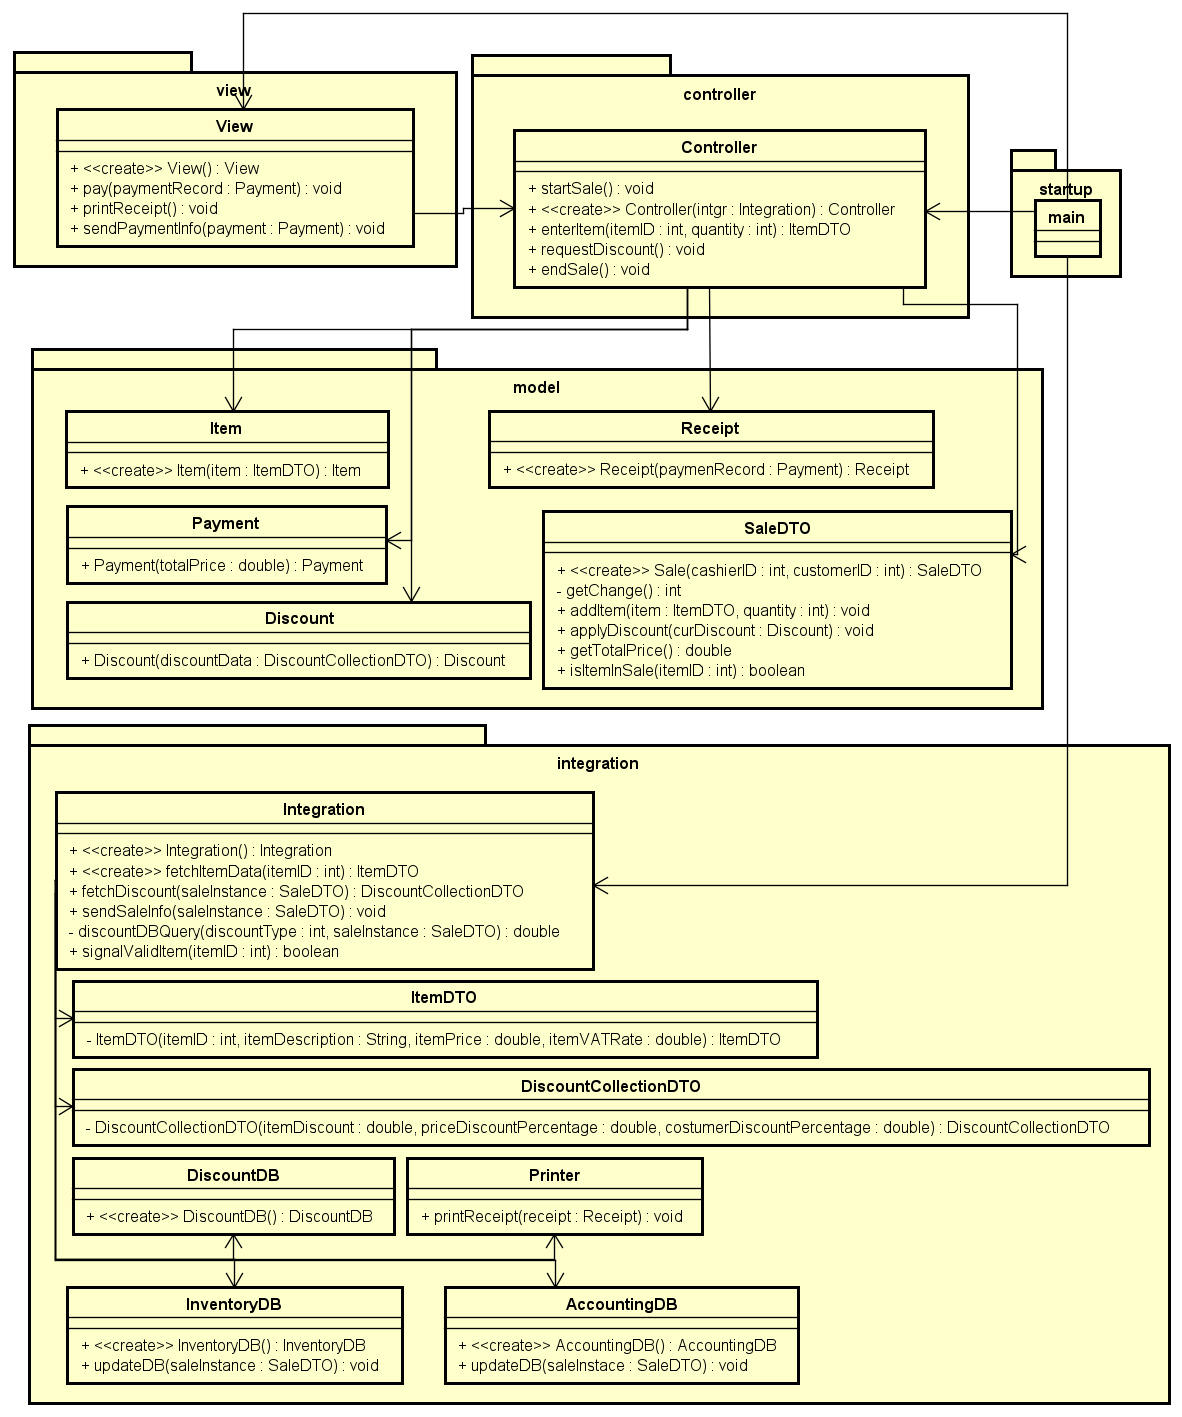 view
View
+ <<create>> View() : View
+ pay(paymentRecord : Payment) : void
+ printReceipt() : void
+ sendPaymentInfo(payment : Payment) : void
controller
Controller
+ startSale() : void
+ <<create>> Controller(intgr : Integration) : Controller
+ enterItem(itemID : int, quantity : int) : ItemDTO
+ requestDiscount() : void
+ endSale() : void
startup
main
model
Item
+ <<create>> Item(item : ItemDTO) : Item
Receipt
+ <<create>> Receipt(paymenRecord : Payment) : Receipt
Payment
+ Payment(totalPrice : double) : Payment
Discount
+ Discount(discountData : DiscountCollectionDTO) : Discount
SaleDTO
+ <<create>> Sale(cashierID : int, customerID : int) : SaleDTO
- getChange() : int
+ addItem(item : ItemDTO, quantity : int) : void
+ applyDiscount(curDiscount : Discount) : void
+ getTotalPrice() : double
+ isItemInSale(itemID : int) : boolean
integration
Integration
+ <<create>> Integration() : Integration
+ <<create>> fetchItemData(itemID : int) : ItemDTO
+ fetchDiscount(saleInstance : SaleDTO) : DiscountCollectionDTO
+ sendSaleInfo(saleInstance : SaleDTO) : void
- discountDBQuery(discountType : int, saleInstance : SaleDTO) : double
+ signalValidItem(itemID : int) : boolean
ItemDTO
- ItemDTO(itemID : int, itemDescription : String, itemPrice : double, itemVATRate : double) : ItemDTO
DiscountCollectionDTO
- DiscountCollectionDTO(itemDiscount : double, priceDiscountPercentage : double, costumerDiscountPercentage : double) : DiscountCollectionDTO
DiscountDB
+ <<create>> DiscountDB() : DiscountDB
Printer
+ printReceipt(receipt : Receipt) : void
InventoryDB
+ <<create>> InventoryDB() : InventoryDB
+ updateDB(saleInstance : SaleDTO) : void
AccountingDB
+ <<create>> AccountingDB() : AccountingDB
+ updateDB(saleInstace : SaleDTO) : void